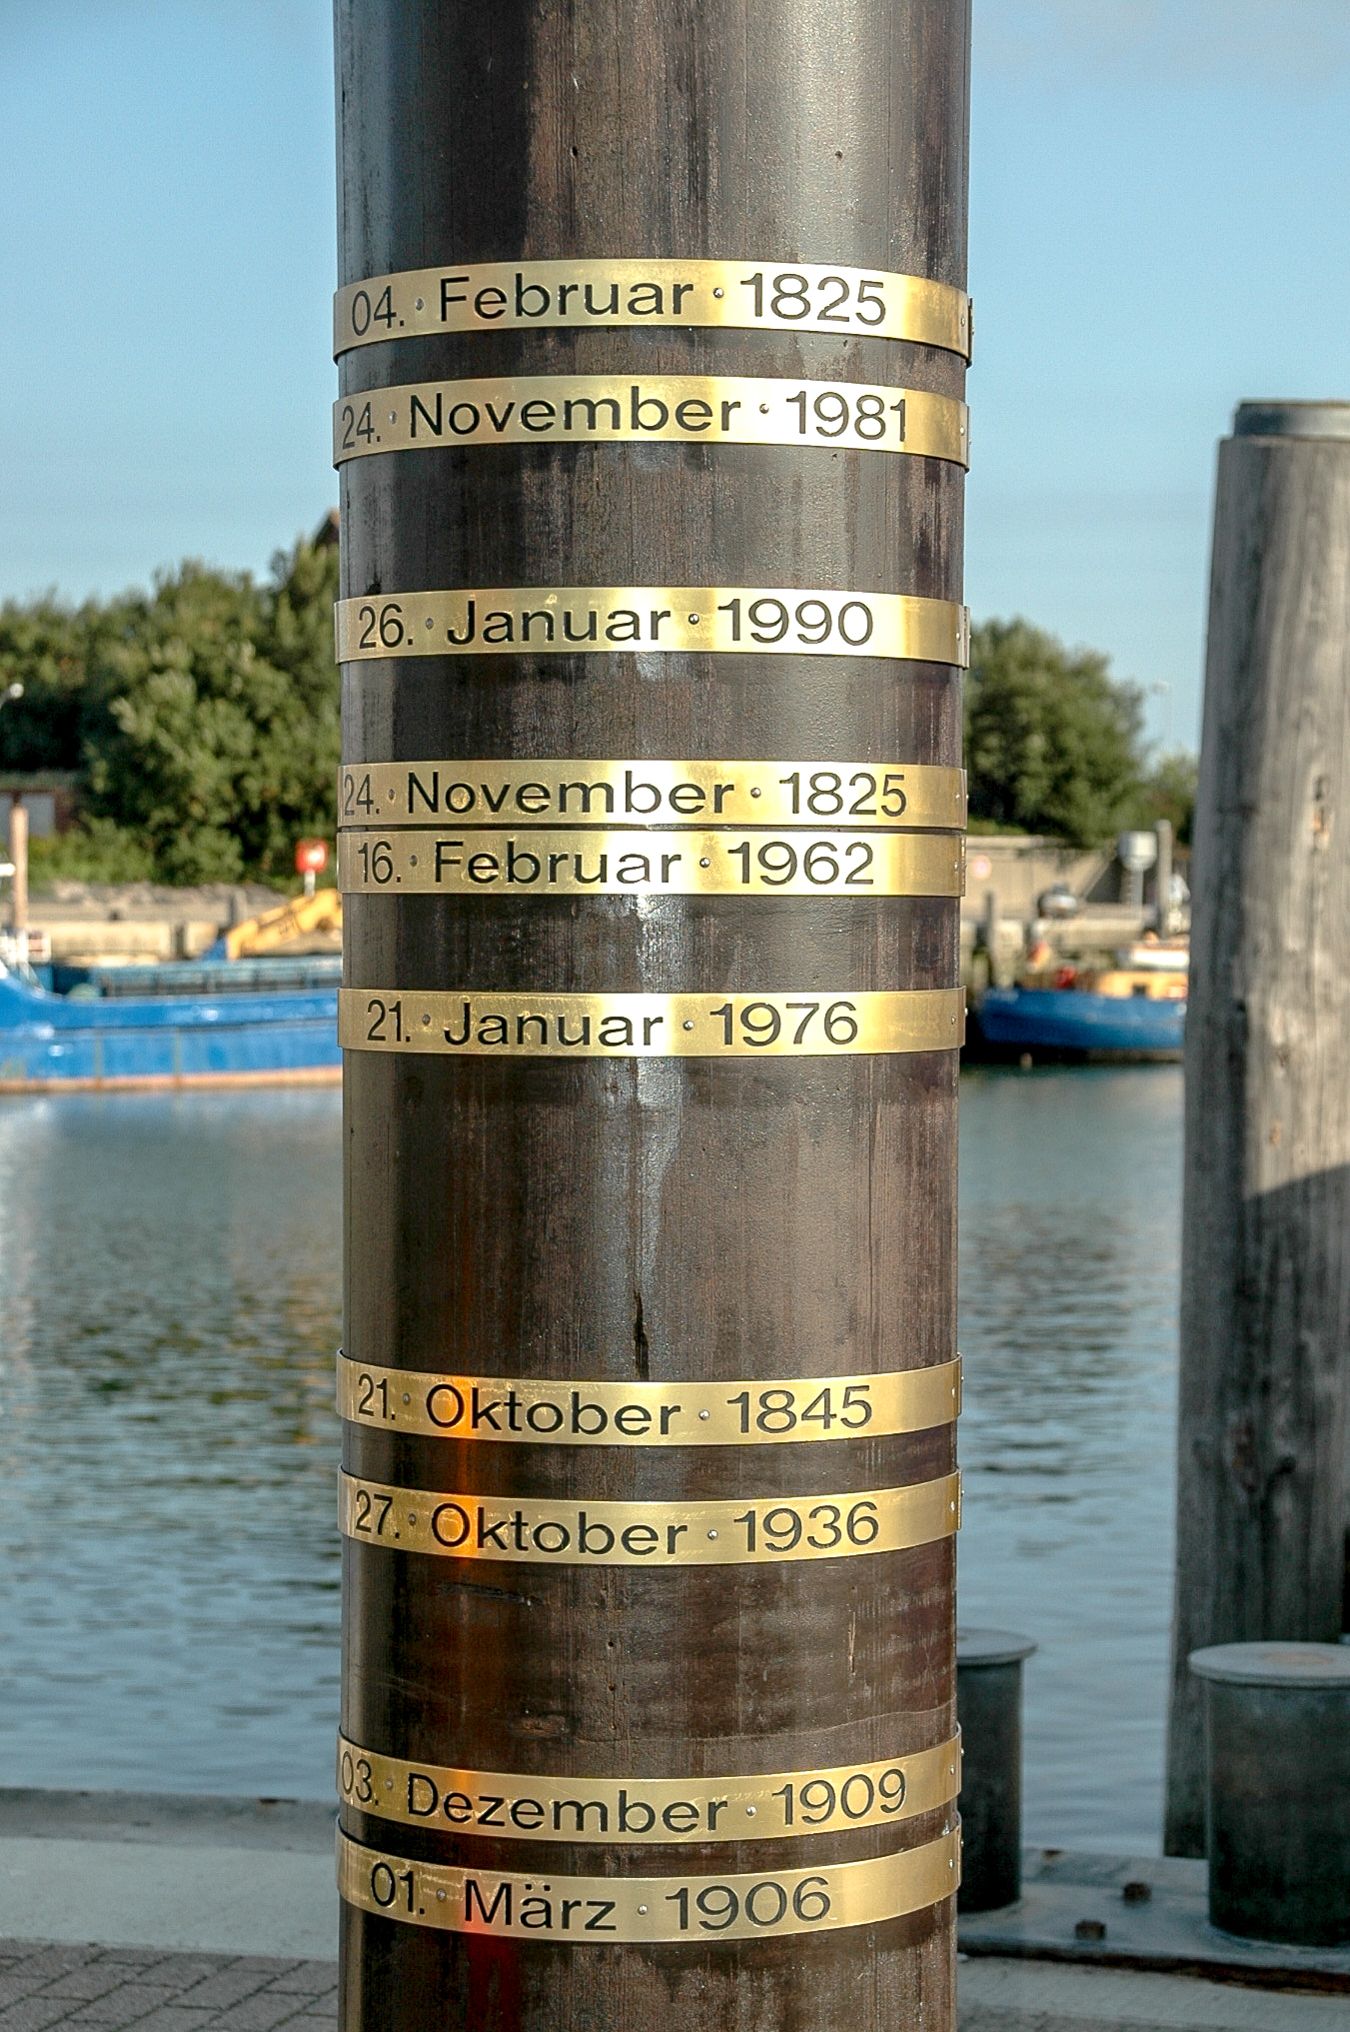 04. · Februar · 1825
24. · November · 1981
26. · Januar · 1990
24. · November · 1825
16. · Februar · 1962
21. · Januar · 1976
21. · Oktober · 1845
27. · Oktober · 1936
03. · Dezember · 1909
01. · März · 1906